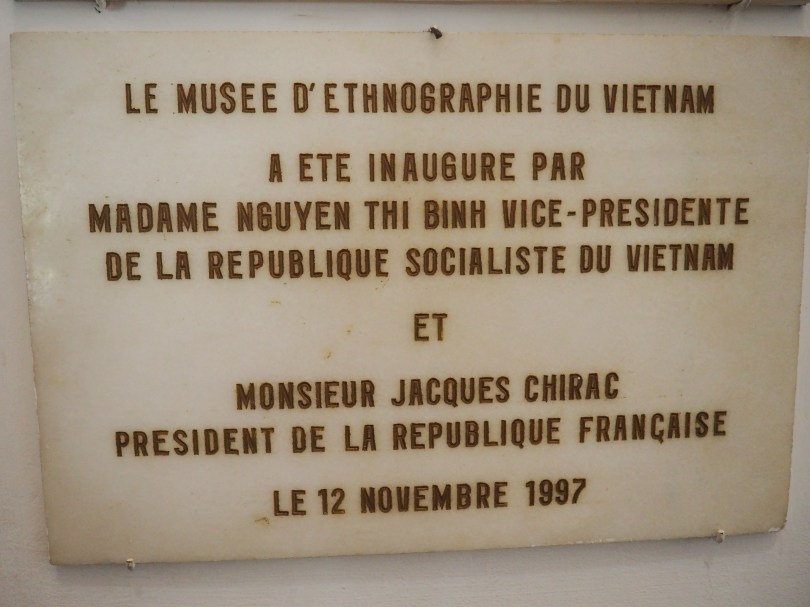 LE MUSEE D'ETHNOGRAPHIE DU VIETNAM
A ETE INAUGURE PAR
MADAME NGUYEN THI BINH VICE-PRESIDENTE
DE LA REPUBLIQUE SOCIALISTE DU VIETNAM
ET
MONSIEUR JACQUES CHIRAC
PRESIDENT DE LA REPUBLIQUE FRANÇAISE
LE 12 NOVEMBRE 1997